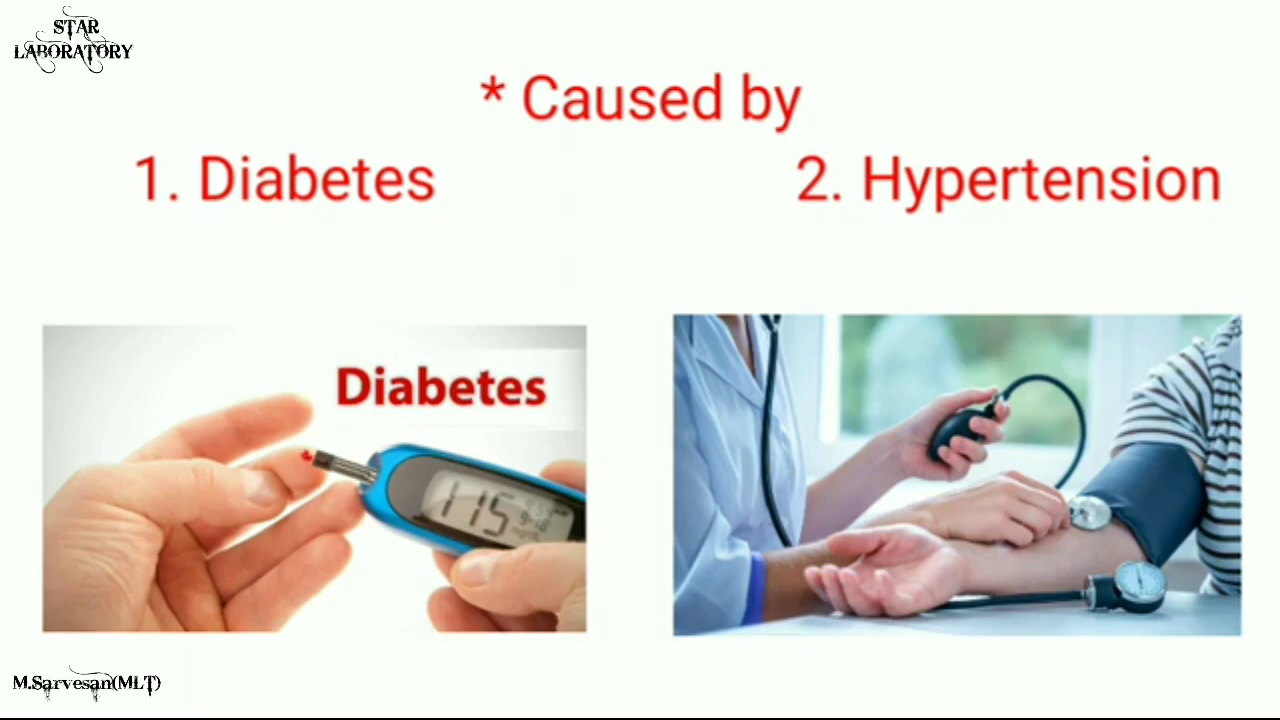 STAR
LABORATORY
* Caused by
1. Diabetes
2. Hypertension
Diabetes
115
M.Sarvesan(MLT)